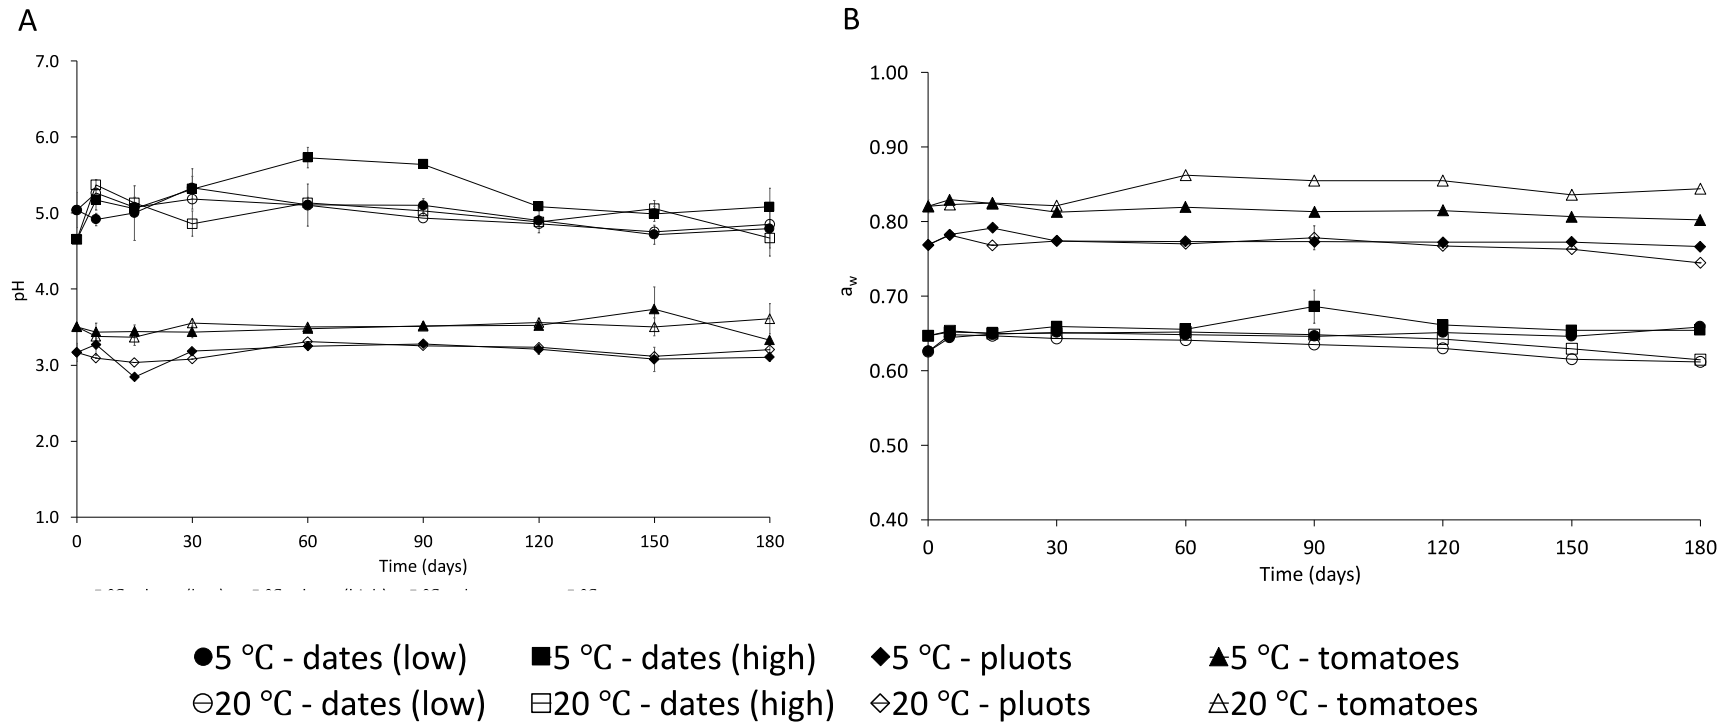 A
7.0
6.0
5.0
4.0
3.0
2.0
1.0
pH
0 30 60 90 120 150 180
Time (days)
B
1.00
0.90
0.80
0.70
0.60
0.50
0.40
aw
0 30 60 90 120 150 180
Time (days)
5 ℃ - dates (low) 5 ℃ - dates (high) 5 ℃ - pluots 5 ℃ - tomatoes
20 ℃ - dates (low) 20 ℃ - dates (high) 20 ℃ - pluots 20 ℃ - tomatoes